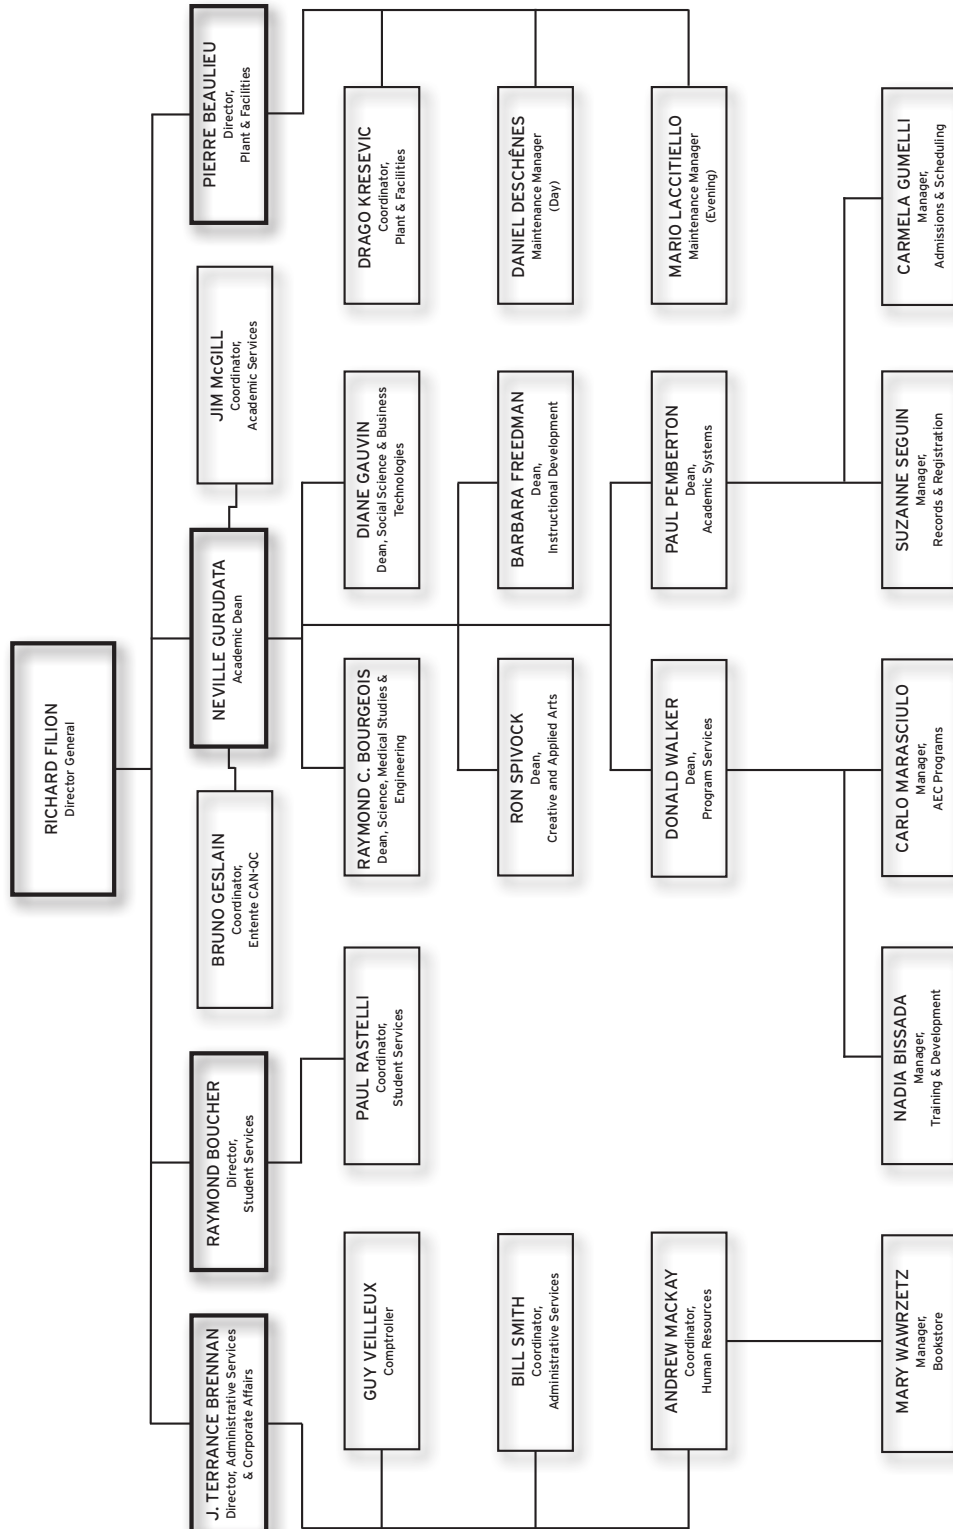 RICHARD FILION
Director General
J. TERRANCE BRENNAN
Director, Administrative Services
& Corporate Affairs
RAYMOND BOUCHER
Director,
Student Services
BRUNO GESLAIN
Coordinator,
Entente CAN-QC
NEVILLE GURUDATA
Academic Dean
JIM McGILL
Coordinator,
Academic Services
PIERRE BEAULIEU
Director,
Plant & Facilities
GUY VEILLEUX
Comptroller
PAUL RASTELLI
Coordinator,
Student Services
RAYMOND C. BOURGEOIS
Dean, Science, Medical Studies &
Engineering
DIANE GAUVIN
Dean, Social Science & Business
Technologies
DRAGO KRESEVIC
Coordinator,
Plant & Facilities
BILL SMITH
Coordinator,
Administrative Services
RON SPIVOCK
Dean,
Creative and Applied Arts
BARBARA FREEDMAN
Dean,
Instructional Development
DANIEL DESCHÊNES
Maintenance Manager
(Day)
ANDREW MACKAY
Coordinator,
Human Resources
DONALD WALKER
Dean,
Program Services
PAUL PEMBERTON
Dean,
Academic Systems
MARIO LACCITIELLO
Maintenance Manager
(Evening)
MARY WAWRZETZ
Manager,
Bookstore
NADIA BISSADA
Manager,
Training & Development
CARLO MARASCIULO
Manager,
AEC Programs
SUZANNE SEGUIN
Manager,
Records & Registration
CARMELA GUMELLI
Manager,
Admissions & Scheduling